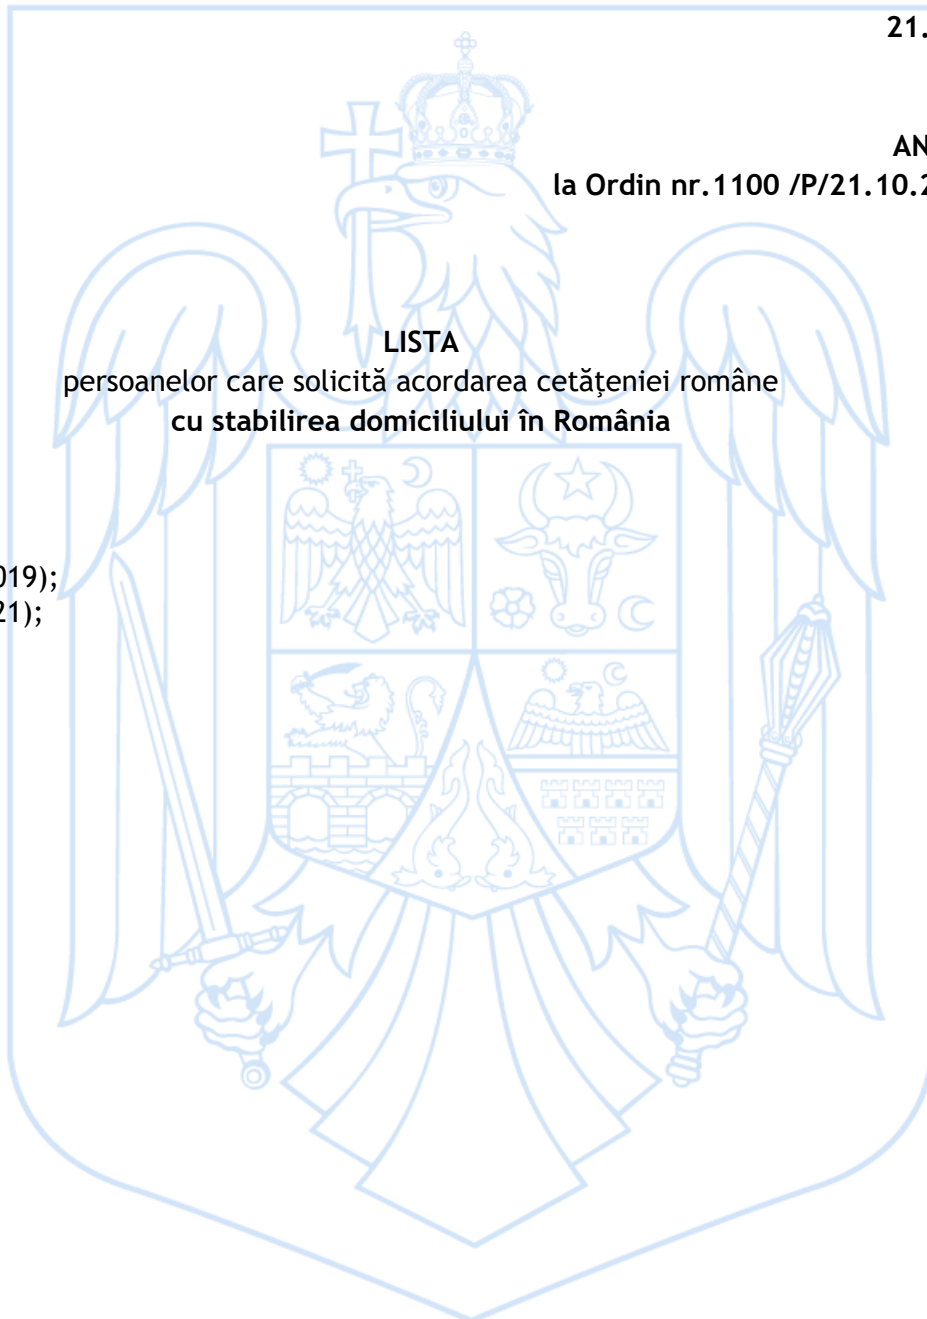 21.
AN
la Ordin nr.1100 /P/21.10.2
LISTA
persoanelor care solicită acordarea cetăţeniei române
cu stabilirea domiciliului în România
019);
21);